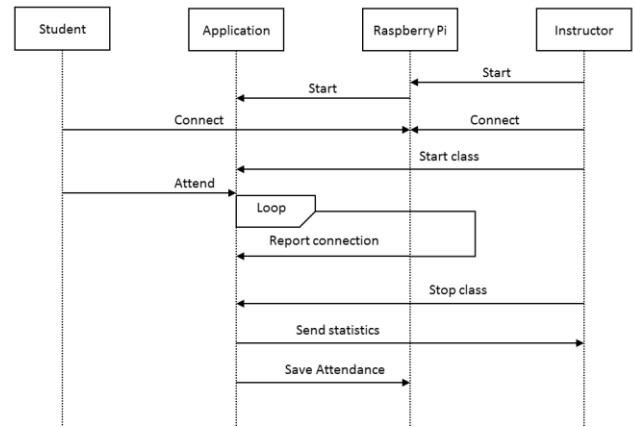 Student
Application
Raspberry Pi
Instructor
Start
Start
Connect
Connect
Start class
Attend
Loop
Report connection
Stop class
Send statistics
Save Attendance